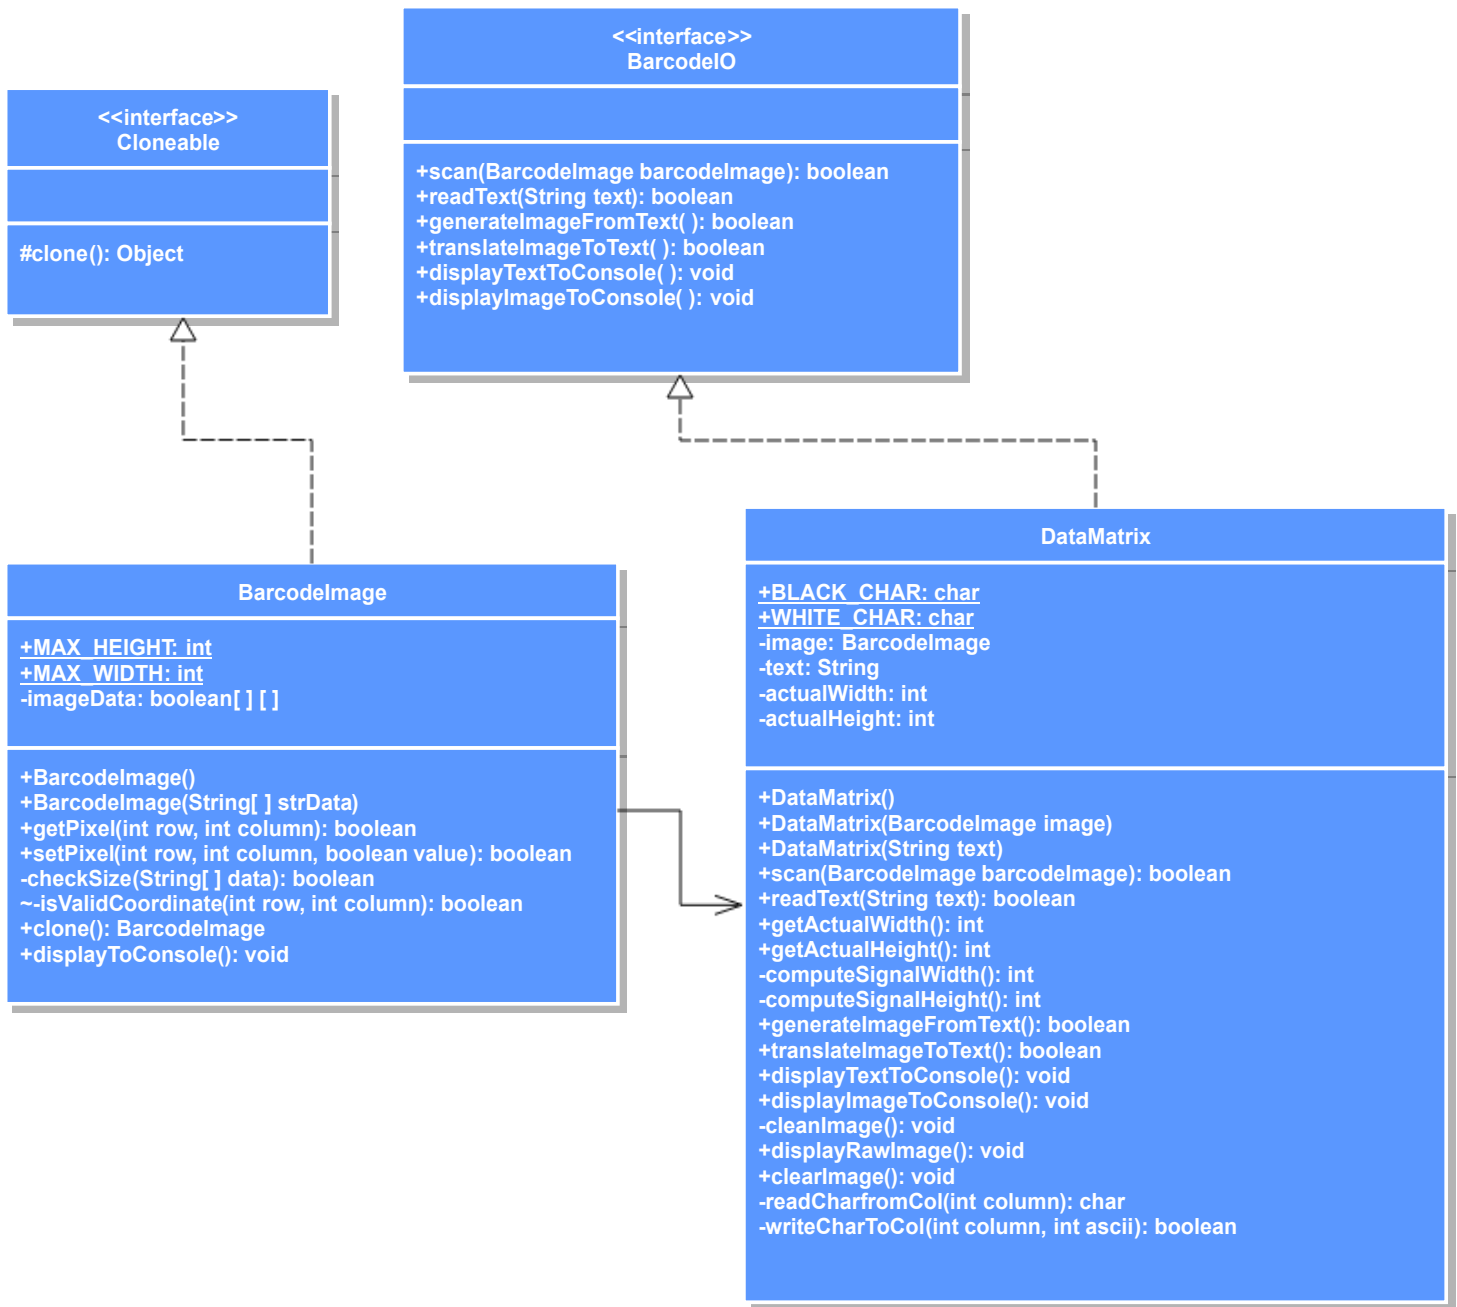 <<interface>>
BarcodeIO
+scan(BarcodeImage barcodeImage): boolean
+readText(String text): boolean
+generateImageFromText( ): boolean
+translateImageToText( ): boolean
+displayTextToConsole( ): void
+displayImageToConsole( ): void
<<interface>>
Cloneable
#clone(): Object
BarcodeImage
+MAX_HEIGHT: int
+MAX_WIDTH: int
-imageData: boolean[ ] [ ]
+BarcodeImage()
+BarcodeImage(String[ ] strData)
+getPixel(int row, int column): boolean
+setPixel(int row, int column, boolean value): boolean
-checkSize(String[ ] data): boolean
~-isValidCoordinate(int row, int column): boolean
+clone(): BarcodeImage
+displayToConsole(): void
DataMatrix
+BLACK_CHAR: char
+WHITE_CHAR: char
-image: BarcodeImage
-text: String
-actualWidth: int
-actualHeight: int
+DataMatrix()
+DataMatrix(BarcodeImage image)
+DataMatrix(String text)
+scan(BarcodeImage barcodeImage): boolean
+readText(String text): boolean
+getActualWidth(): int
+getActualHeight(): int
-computeSignalWidth(): int
-computeSignalHeight(): int
+generateImageFromText(): boolean
+translateImageToText(): boolean
+displayTextToConsole(): void
+displayImageToConsole(): void
-cleanImage(): void
+displayRawImage(): void
+clearImage(): void
-readCharfromCol(int column): char
-writeCharToCol(int column, int ascii): boolean